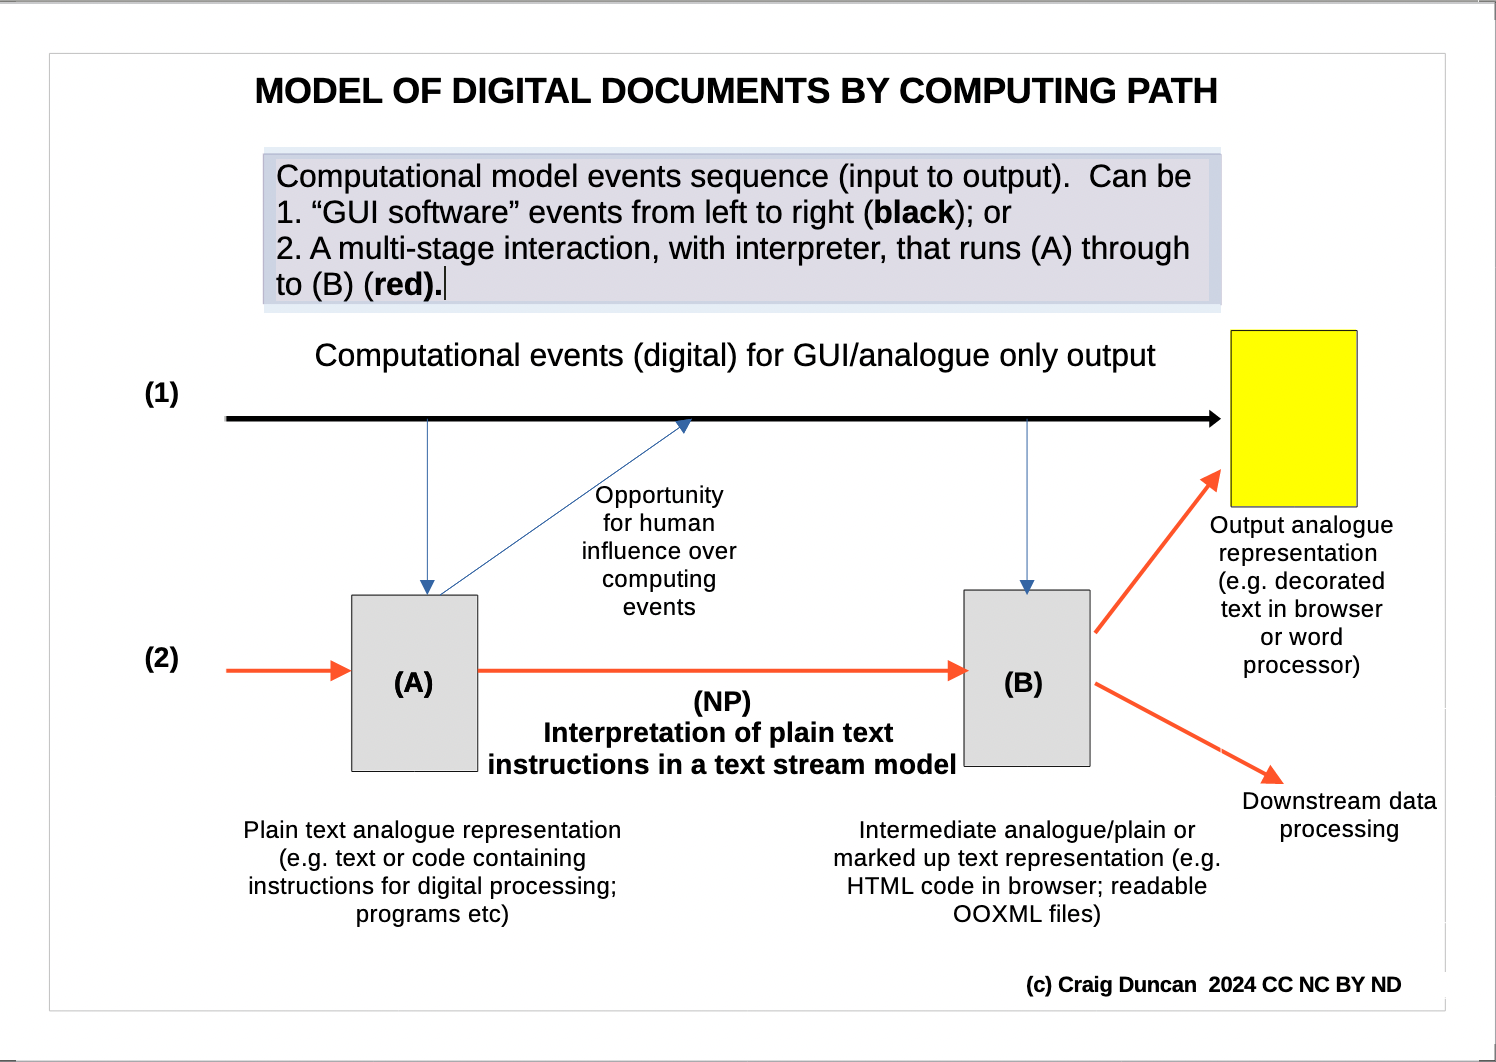 MODEL OF DIGITAL DOCUMENTS BY COMPUTING PATH
Computational model events sequence (input to output).  Can be
1. “GUI software” events from left to right (black); or
2. A multi-stage interaction, with interpreter, that runs (A) through
to (B) (red).
Computational events (digital) for GUI/analogue only output
(1)
Opportunity
for human
influence over
computing
events
Output analogue
representation
(e.g. decorated
text in browser
or word
processor)
(2)
(A)
(B)
(NP)
Interpretation of plain text
instructions in a text stream model
Downstream data
processing
Plain text analogue representation
(e.g. text or code containing
instructions for digital processing;
programs etc)
Intermediate analogue/plain or
marked up text representation (e.g.
HTML code in browser; readable
OOXML files)
(c) Craig Duncan  2024 CC NC BY ND